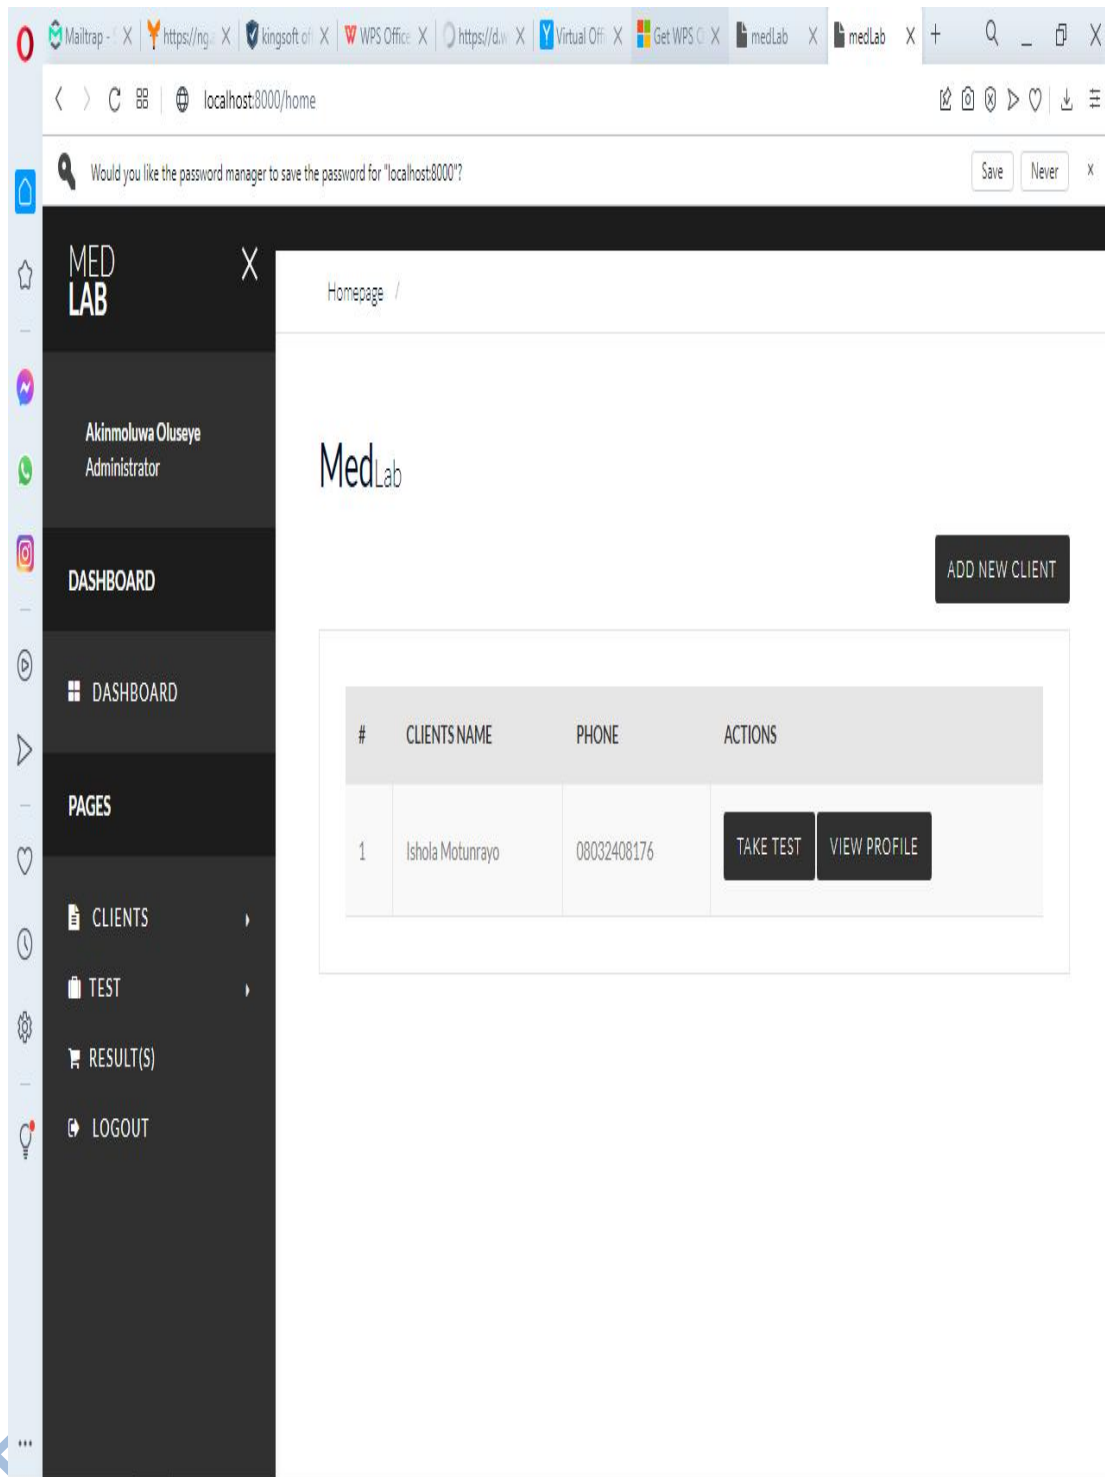 Mailtrap - https://ng. kingsoft of WPS Office https://d.w Virtual Offi Get WPS O medLab medLab
localhost:8000/home
Would you like the password manager to save the password for "localhost:8000"? Save Never
MED
LAB
Homepage /
Akinmoluwa Oluseye
Administrator
MedLab
ADD NEW CLIENT
DASHBOARD
DASHBOARD
# CLIENTS NAME PHONE ACTIONS
PAGES
1 Ishola Motunrayo 08032408176 TAKE TEST VIEW PROFILE
CLIENTS
TEST
RESULT(S)
LOGOUT